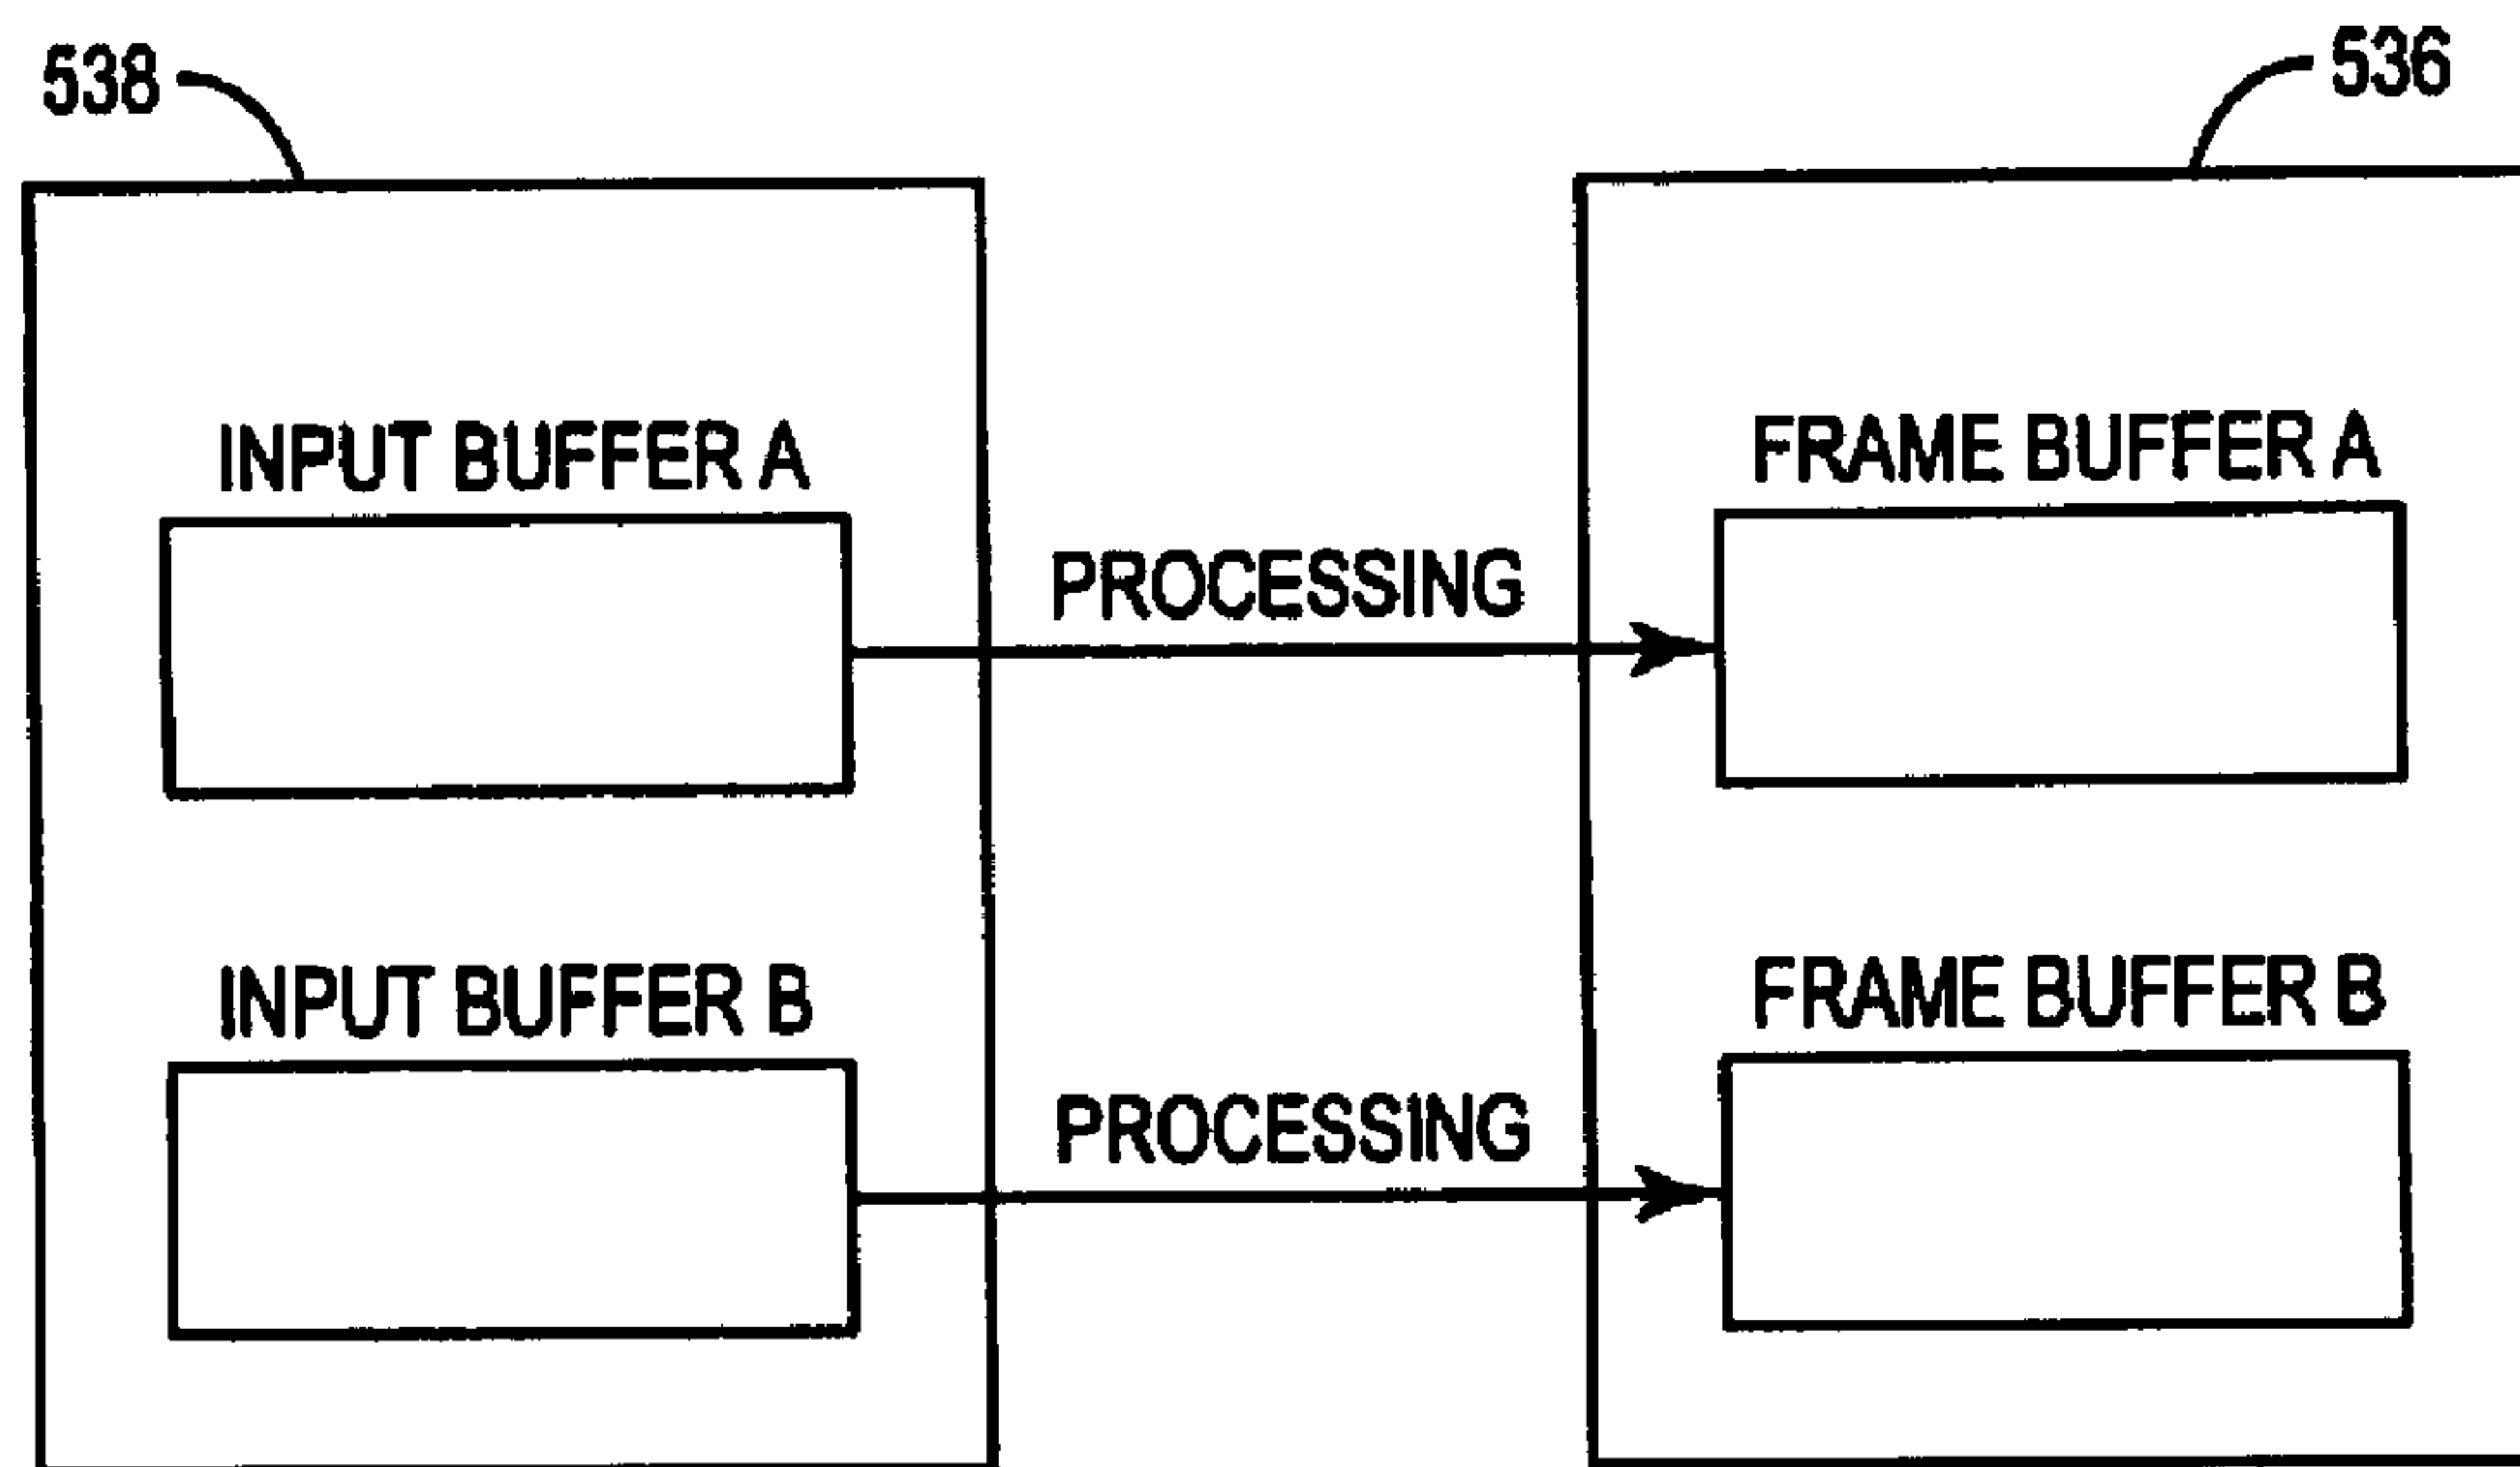 538
536
INPUT BUFFER A
FRAME BUFFER A
PROCESSING
INPUT BUFFER B
FRAME BUFFER B
PROCESSING